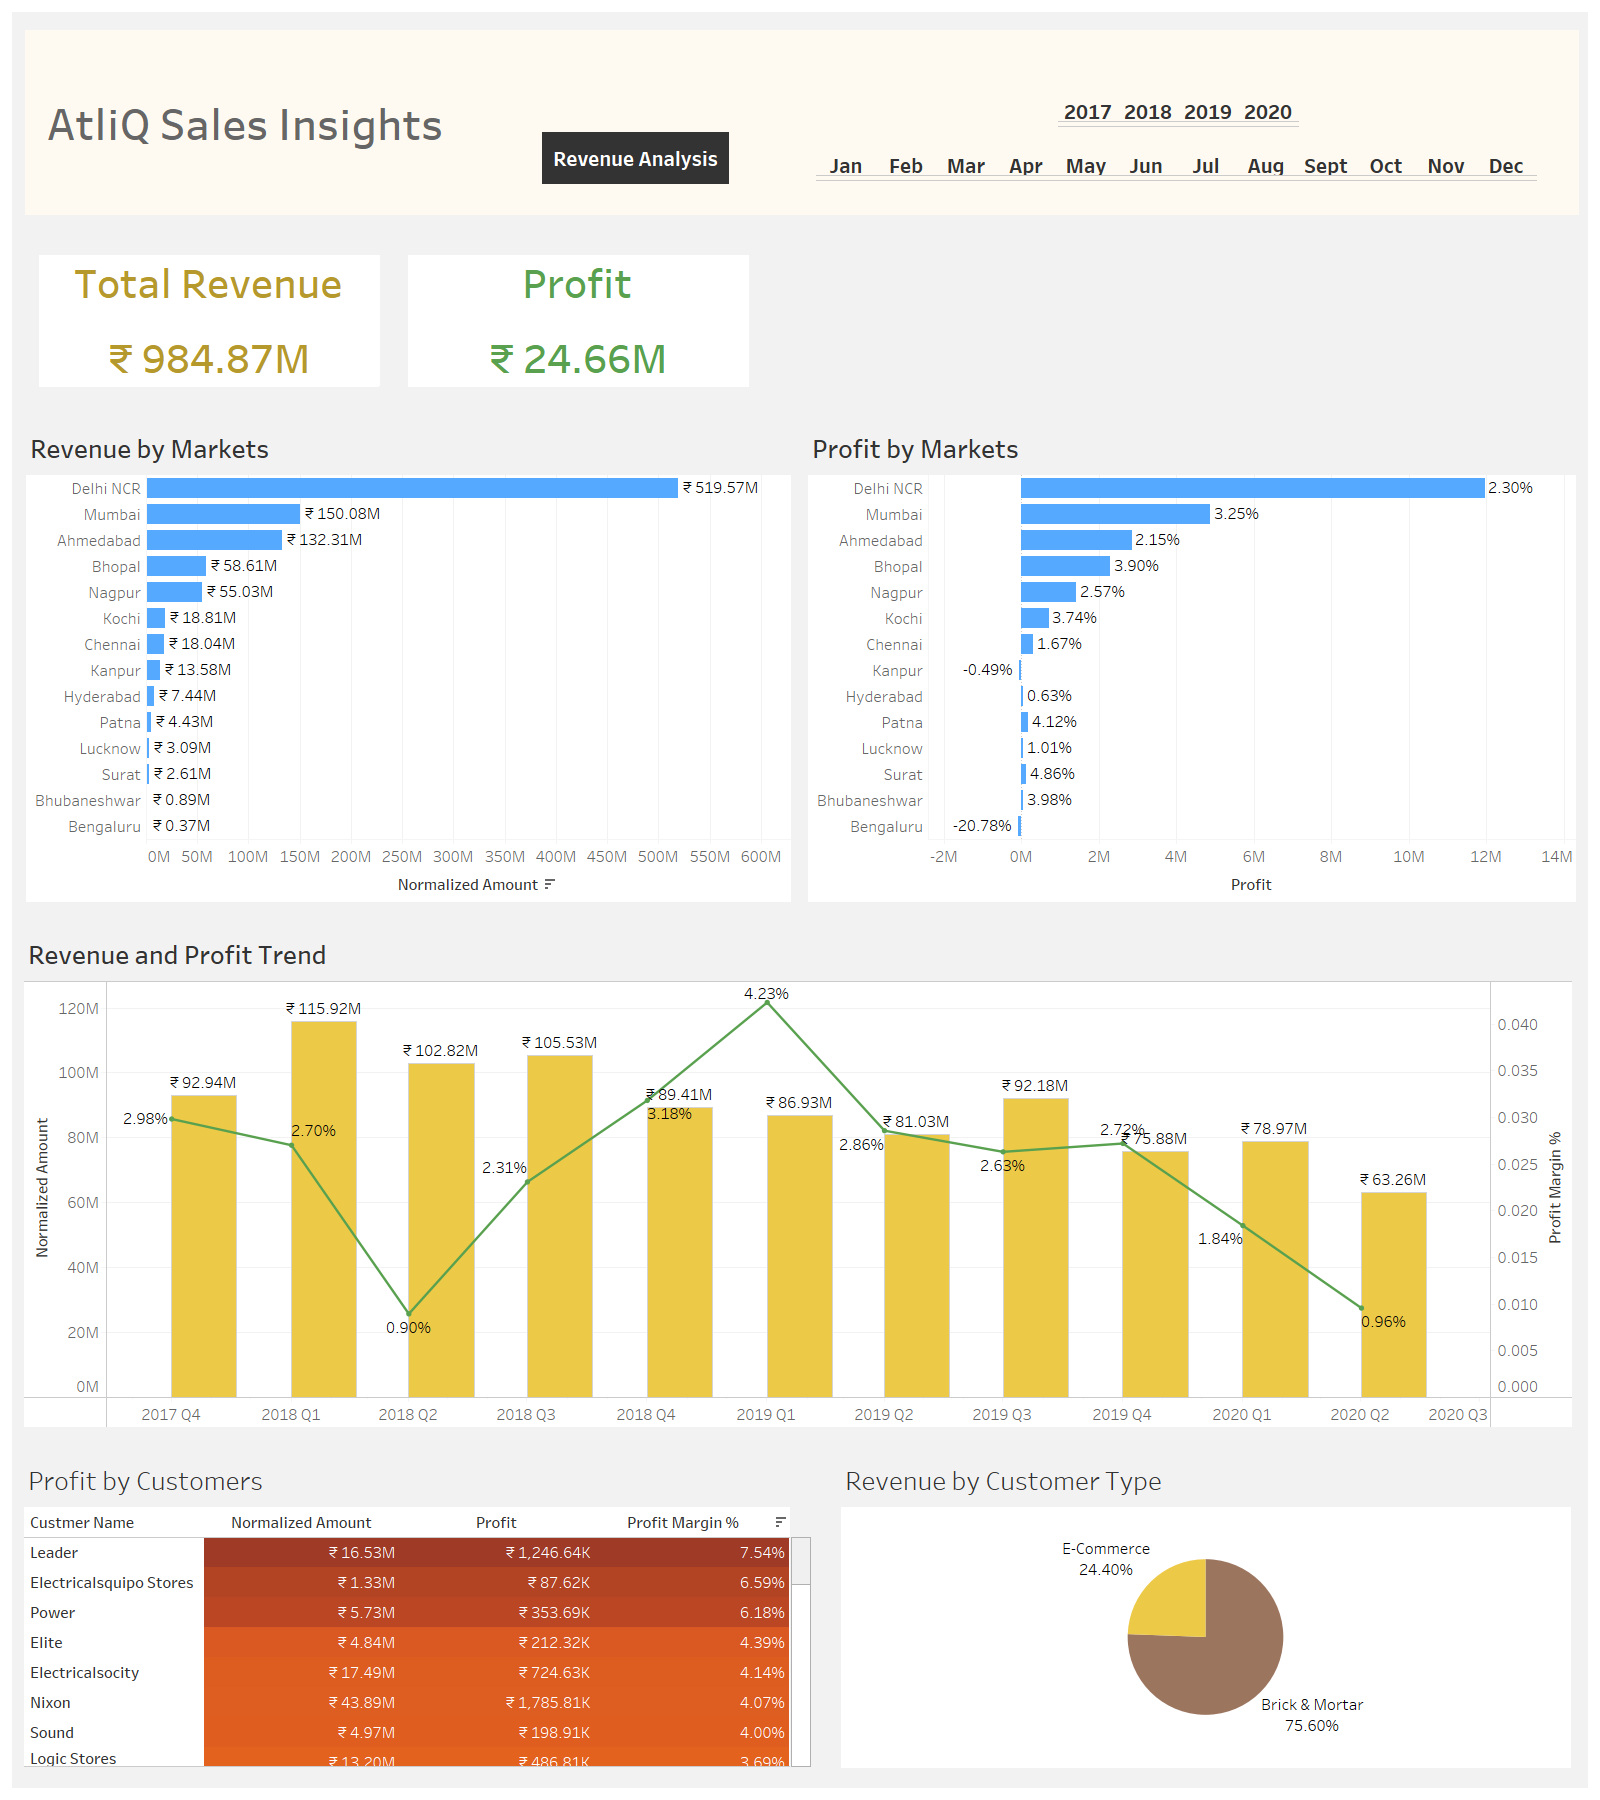 AtliQ Sales Insights
Revenue Analysis
2017 2018 2019 2020
Jan Feb Mar Apr May Jun Jul Aug Sept Oct Nov Dec
Total Revenue
₹ 984.87M
Profit
₹ 24.66M
Revenue by Markets
Delhi NCR ₹ 519.57M
Mumbai ₹ 150.08M
Ahmedabad ₹ 132.31M
Bhopal ₹ 58.61M
Nagpur ₹ 55.03M
Kochi ₹ 18.81M
Chennai ₹ 18.04M
Kanpur ₹ 13.58M
Hyderabad ₹ 7.44M
Patna ₹ 4.43M
Lucknow ₹ 3.09M
Surat ₹ 2.61M
Bhubaneshwar ₹ 0.89M
Bengaluru ₹ 0.37M
0M 50M 100M 150M 200M 250M 300M 350M 400M 450M 500M 550M 600M
Normalized Amount
Profit by Markets
Delhi NCR 2.30%
Mumbai 3.25%
Ahmedabad 2.15%
Bhopal 3.90%
Nagpur 2.57%
Kochi 3.74%
Chennai 1.67%
Kanpur -0.49%
Hyderabad 0.63%
Patna 4.12%
Lucknow 1.01%
Surat 4.86%
Bhubaneshwar 3.98%
Bengaluru -20.78%
-2M 0M 2M 4M 6M 8M 10M 12M 14M
Profit
Revenue and Profit Trend
Normalized Amount
120M
100M
80M
60M
40M
20M
0M
₹ 92.94M
₹ 115.92M
₹ 102.82M
₹ 105.53M
₹ 89.41M
₹ 86.93M
₹ 81.03M
₹ 92.18M
₹ 75.88M
₹ 78.97M
₹ 63.26M
2.98%
2.70%
0.90%
2.31%
3.18%
4.23%
2.86%
2.63%
2.72%
1.84%
0.96%
0.040
0.035
0.030
0.025
0.020
0.015
0.010
0.005
0.000
Profit Margin %
2017 Q4 2018 Q1 2018 Q2 2018 Q3 2018 Q4 2019 Q1 2019 Q2 2019 Q3 2019 Q4 2020 Q1 2020 Q2 2020 Q3
Profit by Customers
Custmer Name Normalized Amount Profit Profit Margin %
Leader ₹ 16.53M ₹ 1,246.64K 7.54%
Electricalsquipo Stores ₹ 1.33M ₹ 87.62K 6.59%
Power ₹ 5.73M ₹ 353.69K 6.18%
Elite ₹ 4.84M ₹ 212.32K 4.39%
Electricalsocity ₹ 17.49M ₹ 724.63K 4.14%
Nixon ₹ 43.89M ₹ 1,785.81K 4.07%
Sound ₹ 4.97M ₹ 198.91K 4.00%
Logic Stores ₹ 13.20M ₹ 486.81K 3.69%
Revenue by Customer Type
E-Commerce
24.40%
Brick & Mortar
75.60%